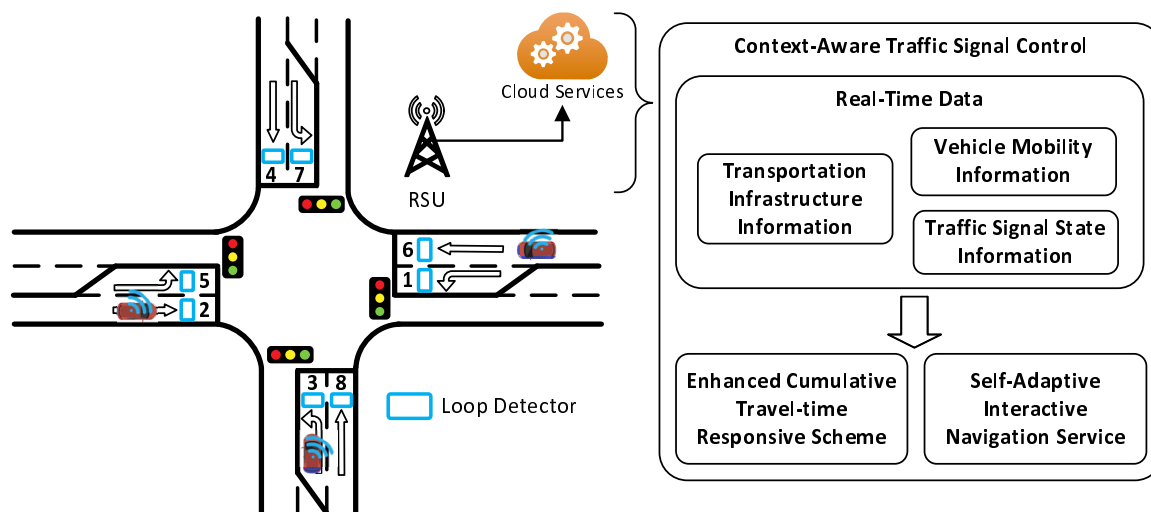 4 7
6
1
5
2
3 8
Loop Detector
RSU
Cloud Services
Context-Aware Traffic Signal Control
Real-Time Data
Transportation
Infrastructure
Information
Vehicle Mobility
Information
Traffic Signal State
Information
Enhanced Cumulative
Travel-time
Responsive Scheme
Self-Adaptive
Interactive
Navigation Service